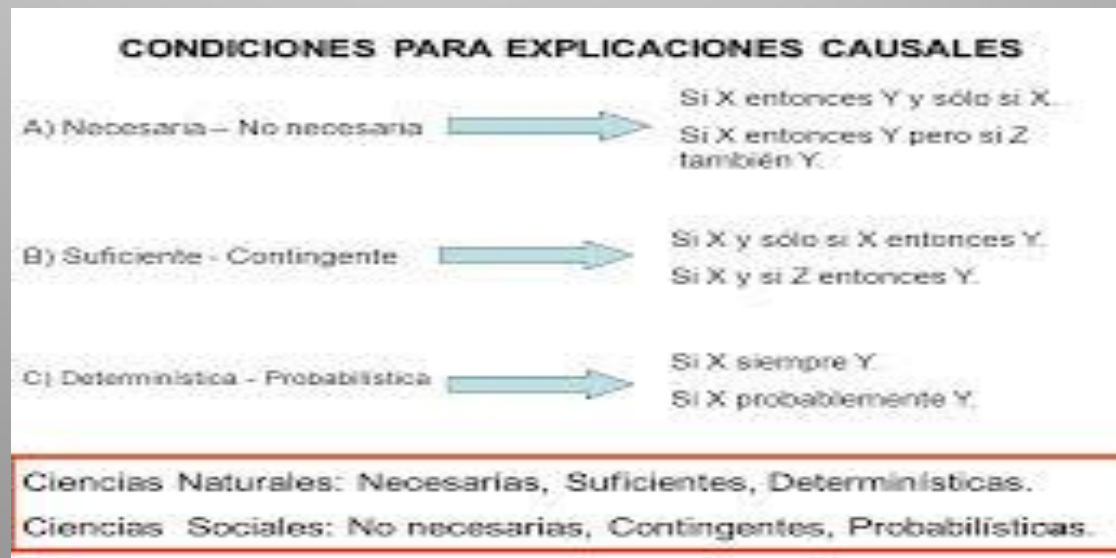 CONDICIONES PARA EXPLICACIONES CAUSALES
A) Necesaria – No necesaria
Si X entonces Y y sólo si X.
Si X entonces Y pero si Z
también Y.
B) Suficiente - Contingente
Si X y sólo si X entonces Y.
Si X y si Z entonces Y.
C) Determinística - Probabilística
Si X siempre Y.
Si X probablemente Y.
Ciencias Naturales: Necesarias, Suficientes, Determinísticas.
Ciencias Sociales: No necesarias, Contingentes, Probabilísticas.